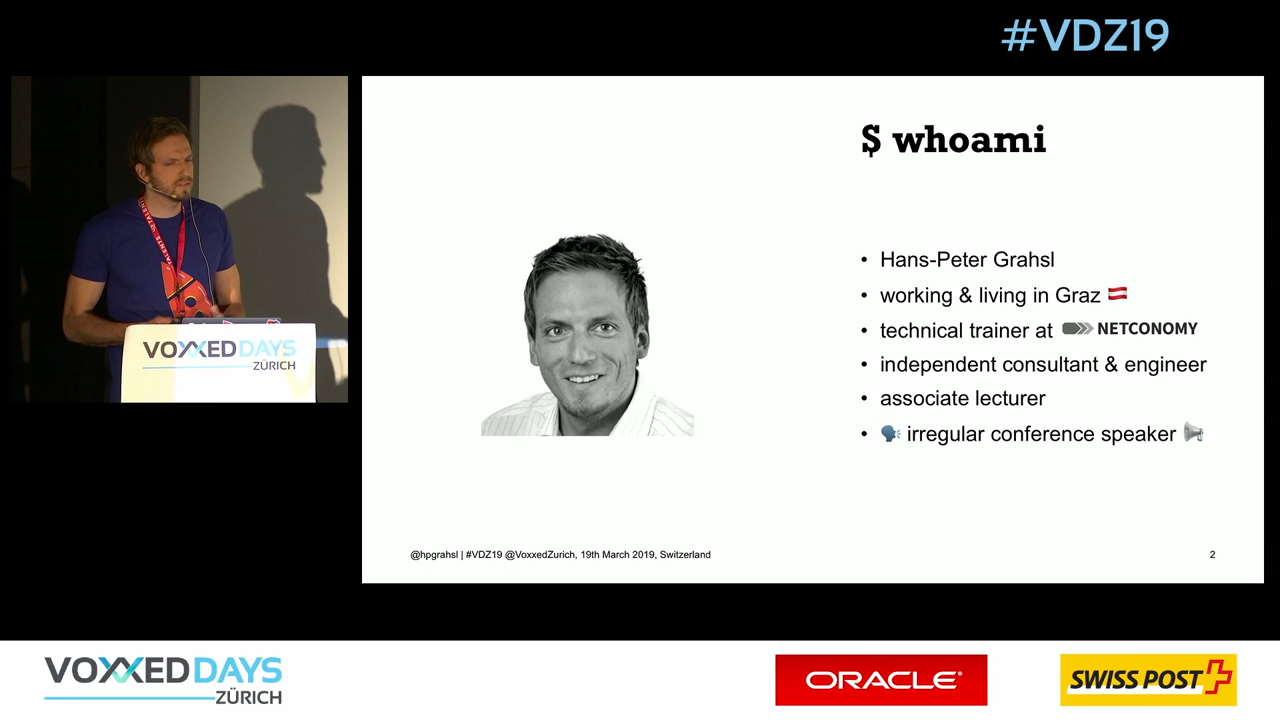 #VDZ19
$ whoami
• Hans-Peter Grahsl
• working & living in Graz
• technical trainer at NETCONOMY
• independent consultant & engineer
• associate lecturer
• irregular conference speaker
@hpgrahsl | #VDZ19 @VoxxedZurich, 19th March 2019, Switzerland
2
VOXXED DAYS
ZÜRICH
VOXXED DAYS
ZÜRICH
ORACLE®
SWISS POST